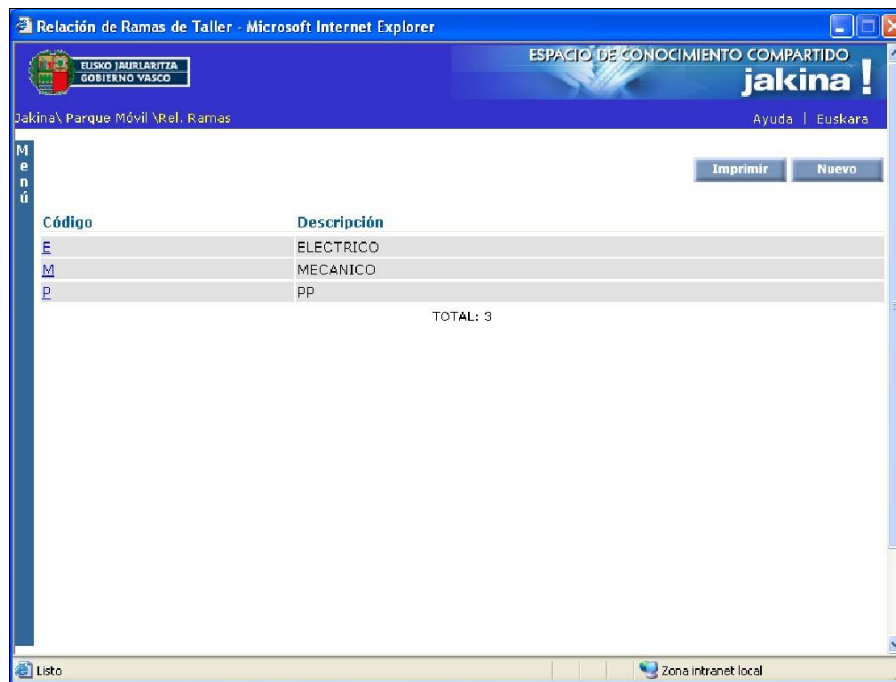 Relación de Ramas de Taller - Microsoft Internet Explorer
EUSKO JAURLARITZA
GOBIERNO VASCO
ESPACIO DE CONOCIMIENTO COMPARTIDO
jakina!
Jakina\ Parque Móvil \Rel. Ramas
Ayuda | Euskara
Menú
Imprimir Nuevo
Código Descripción
E ELECTRICO
M MECANICO
P PP
TOTAL: 3
Listo
Zona intranet local